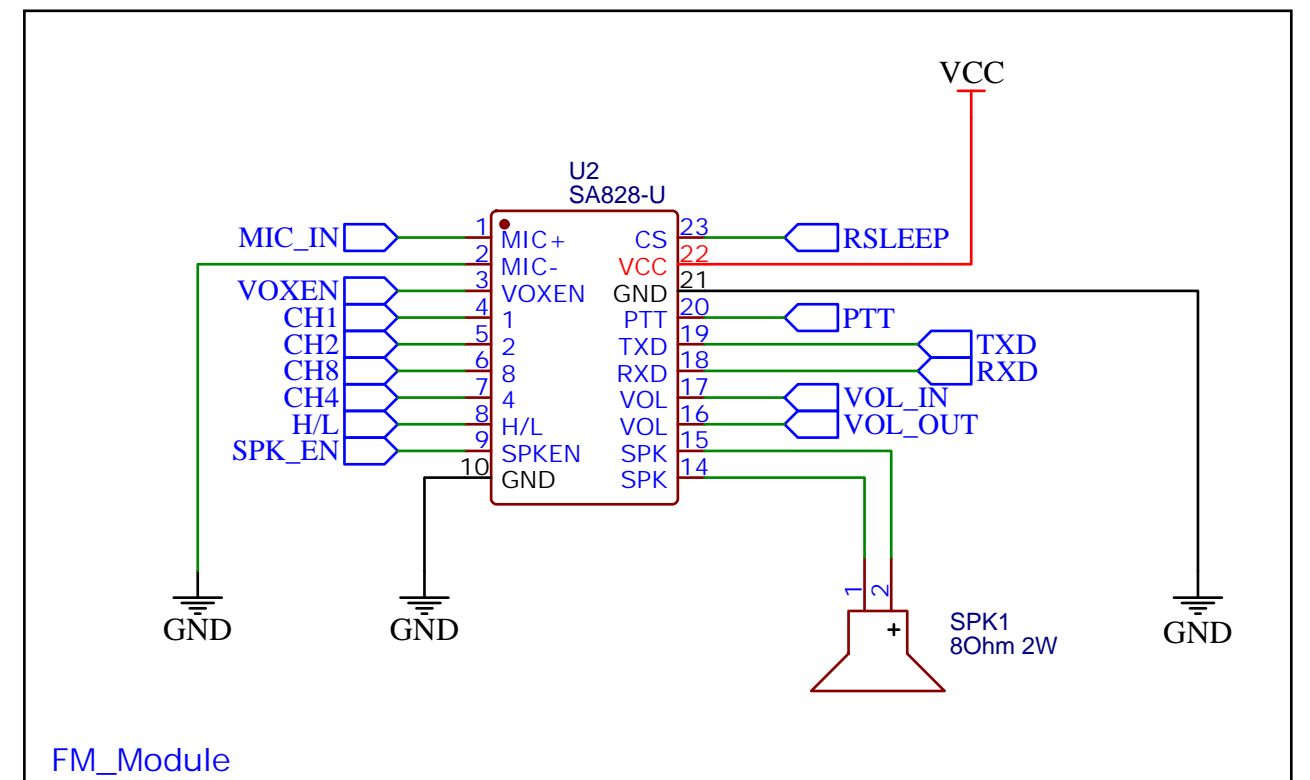 VCC
U2
SA828-U
MIC_IN 1 MIC+ CS 23 RSLEEP
2 MIC- VCC 22
VOXEN 3 VOXEN GND 21
CH1 4 1 PTT 20 PTT
CH2 5 2 TXD 19 TXD
CH8 6 8 RXD 18 RXD
CH4 7 4 VOL 17 VOL_IN
H/L 8 H/L VOL 16 VOL_OUT
SPK_EN 9 SPKEN SPK 15
10 GND SPK 14
1 2
+
SPK1
8Ohm 2W
GND GND GND
FM_Module